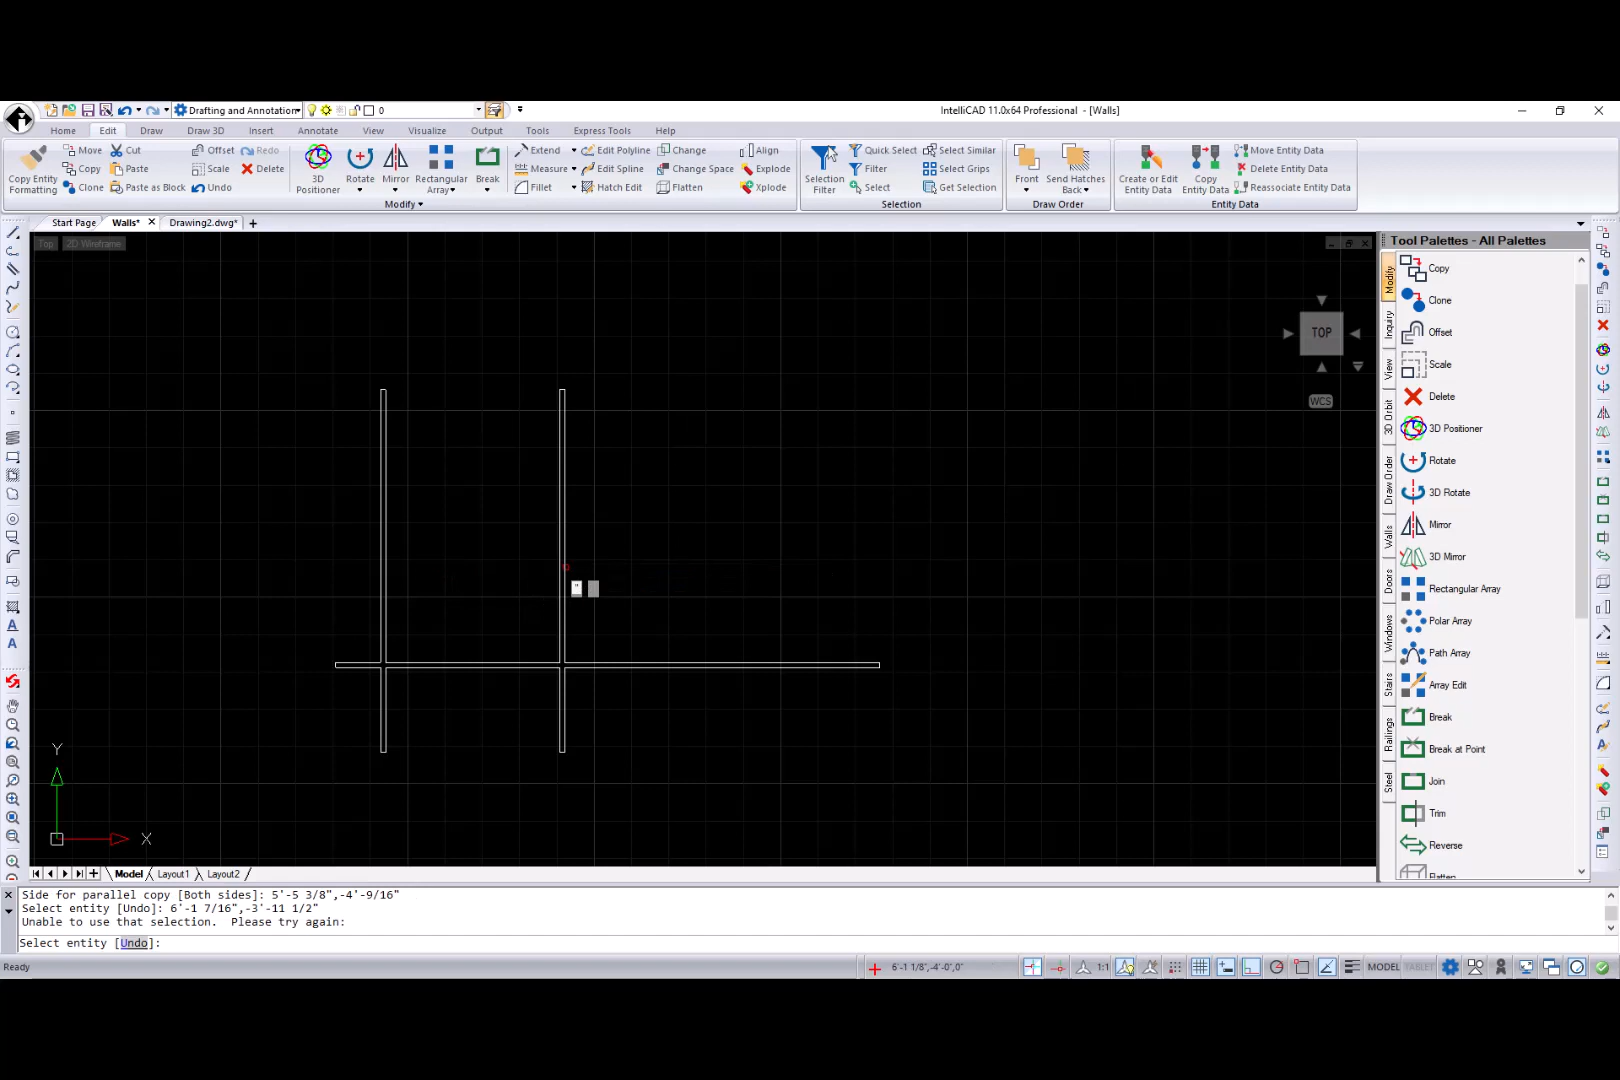 Drafting and Annotation
0
IntelliCAD 11.0x64 Professional - [Walls]
Home Edit Draw Draw 3D Insert Annotate View Visualize Output Tools Express Tools Help
Copy Entity Formatting
Move
Copy
Clone
Cut
Paste
Paste as Block
Offset
Scale
Undo
Redo
Delete
3D Positioner
Rotate
Mirror
Rectangular Array
Break
Extend
Measure
Fillet
Edit Polyline
Edit Spline
Hatch Edit
Change
Change Space
Flatten
Align
Explode
Xplode
Modify
Selection Filter
Quick Select
Filter
Select
Select Similar
Select Grips
Get Selection
Selection
Front
Send Hatches Back
Draw Order
Create or Edit Entity Data
Copy Entity Data
Move Entity Data
Delete Entity Data
Reassociate Entity Data
Entity Data
Start Page
Walls*
Drawing2.dwg*
Top
2D Wireframe
TOP
WCS
"
Y
X
Tool Palettes - All Palettes
Modify
Inquiry
View
3D Orbit
Draw Order
Walls
Doors
Windows
Stairs
Railings
Steel
Copy
Clone
Offset
Scale
Delete
3D Positioner
Rotate
3D Rotate
Mirror
3D Mirror
Rectangular Array
Polar Array
Path Array
Array Edit
Break
Break at Point
Join
Trim
Reverse
Flatten
Model Layout1 Layout2
Side for parallel copy [Both sides]: 5'-5 3/8",-4'-9/16"
Select entity [Undo]: 6'-1 7/16",-3'-11 1/2"
Unable to use that selection. Please try again:
Select entity [Undo]:
Ready
6'-1 1/8",-4'-0",0"
1:1
MODEL
TABLET